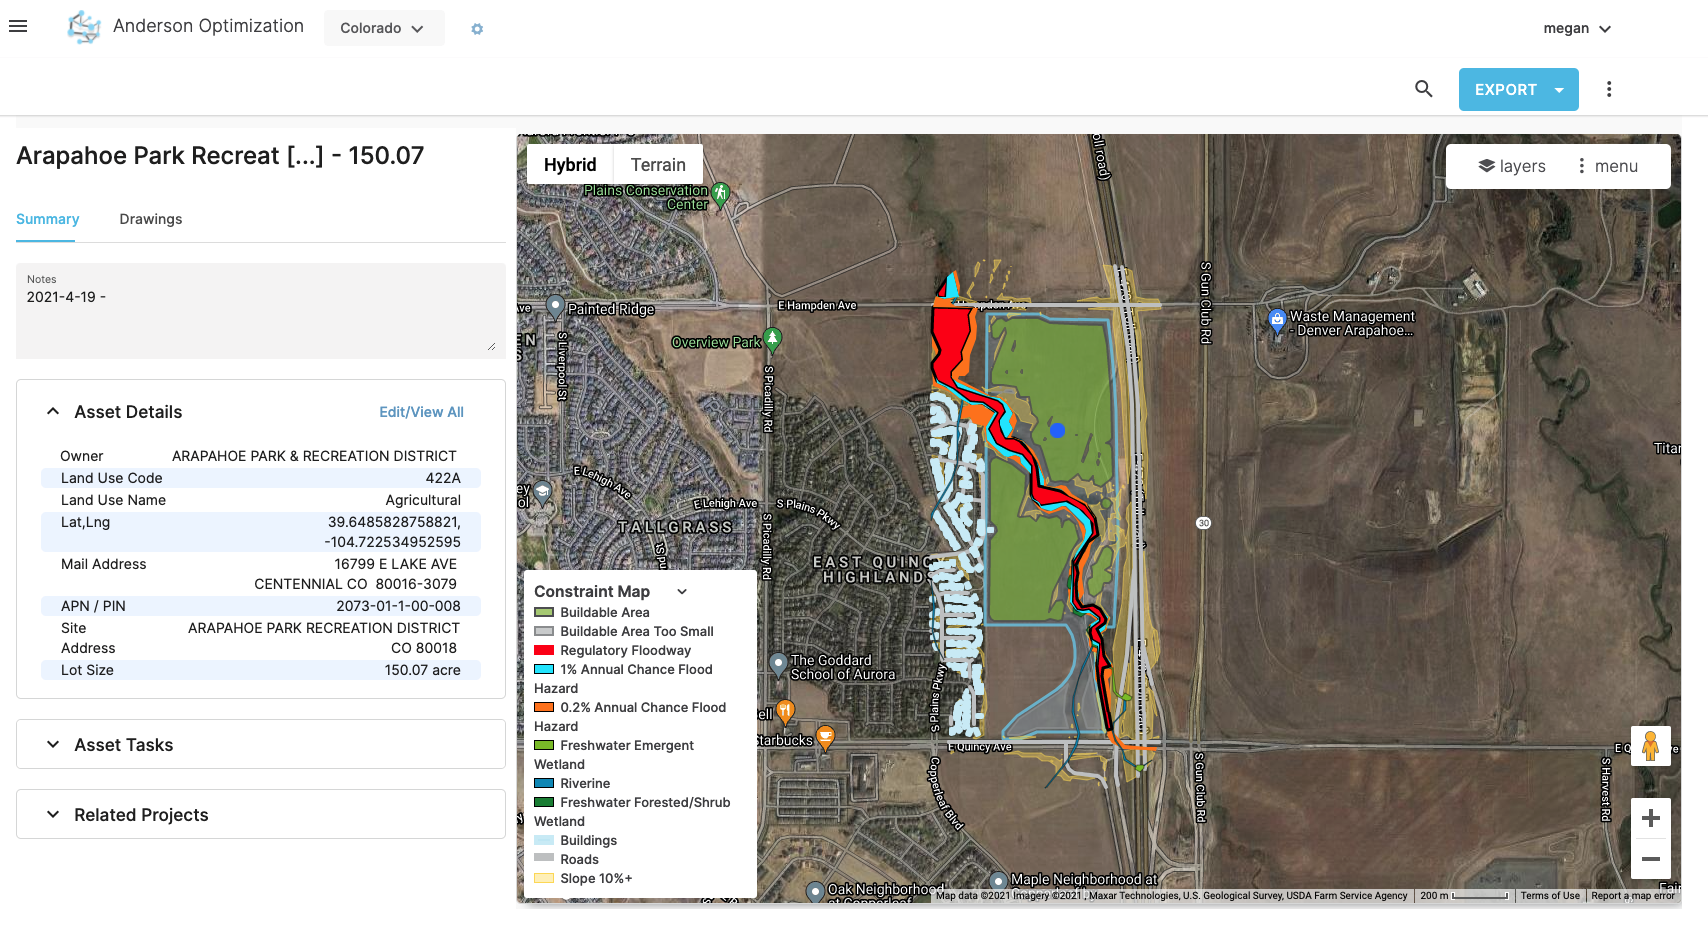 Anderson Optimization
Colorado
megan
EXPORT
Arapahoe Park Recreat [...] - 150.07
Summary
Drawings
Notes
2021-4-19 -
Asset Details
Edit/View All
Owner ARAPAHOE PARK & RECREATION DISTRICT
Land Use Code 422A
Land Use Name Agricultural
Lat,Lng 39.6485828758821,
-104.722534952595
Mail Address 16799 E LAKE AVE
CENTENNIAL CO 80016-3079
APN / PIN 2073-01-1-00-008
Site ARAPAHOE PARK RECREATION DISTRICT
Address CO 80018
Lot Size 150.07 acre
Asset Tasks
Related Projects
Hybrid
Terrain
layers
menu
Plains Conservation
Center
Painted Ridge
E Hampden Ave
Overview Park
S Liverpool St
S Picadilly Rd
S Gun Club Rd
Waste Management
- Denver Arapahoe...
E Lehigh Ave
E Lehigh Ave
S Plains Pkwy
TALLGRASS
S Picadilly Rd
30
EAST QUINC
HIGHLANDS
The Goddard
School of Aurora
S Plains Pkwy
Starbucks
E Quincy Ave
Copperleaf Blvd
S Gun Club Rd
S Harvest Rd
Maple Neighborhood at
Oak Neighborhood
at Copperleaf
Constraint Map
Buildable Area
Buildable Area Too Small
Regulatory Floodway
1% Annual Chance Flood
Hazard
0.2% Annual Chance Flood
Hazard
Freshwater Emergent
Wetland
Riverine
Freshwater Forested/Shrub
Wetland
Buildings
Roads
Slope 10%+
Map data ©2021 Imagery ©2021 , Maxar Technologies, U.S. Geological Survey, USDA Farm Service Agency
200 m
Terms of Use
Report a map error